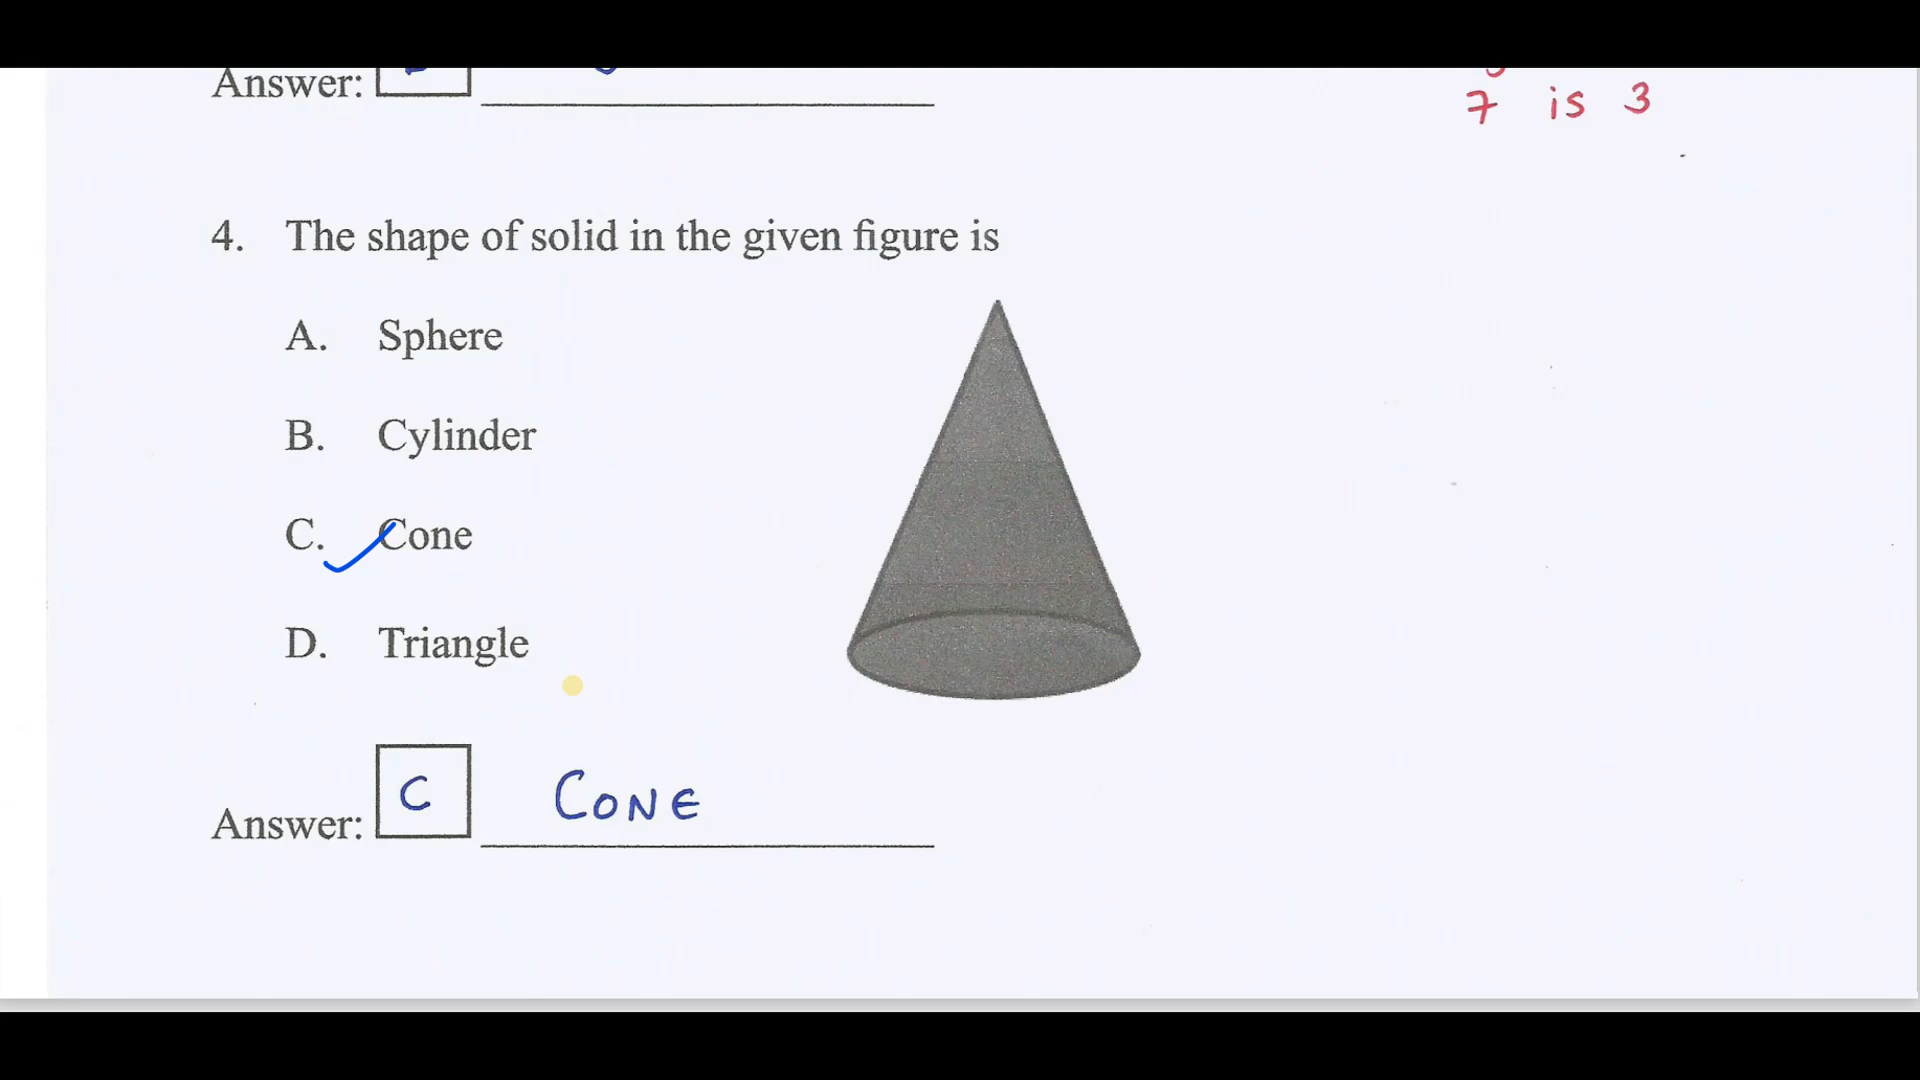 Answer:
7 is 3
4. The shape of solid in the given figure is
A. Sphere
B. Cylinder
C. Cone
D. Triangle
Answer: C CONE